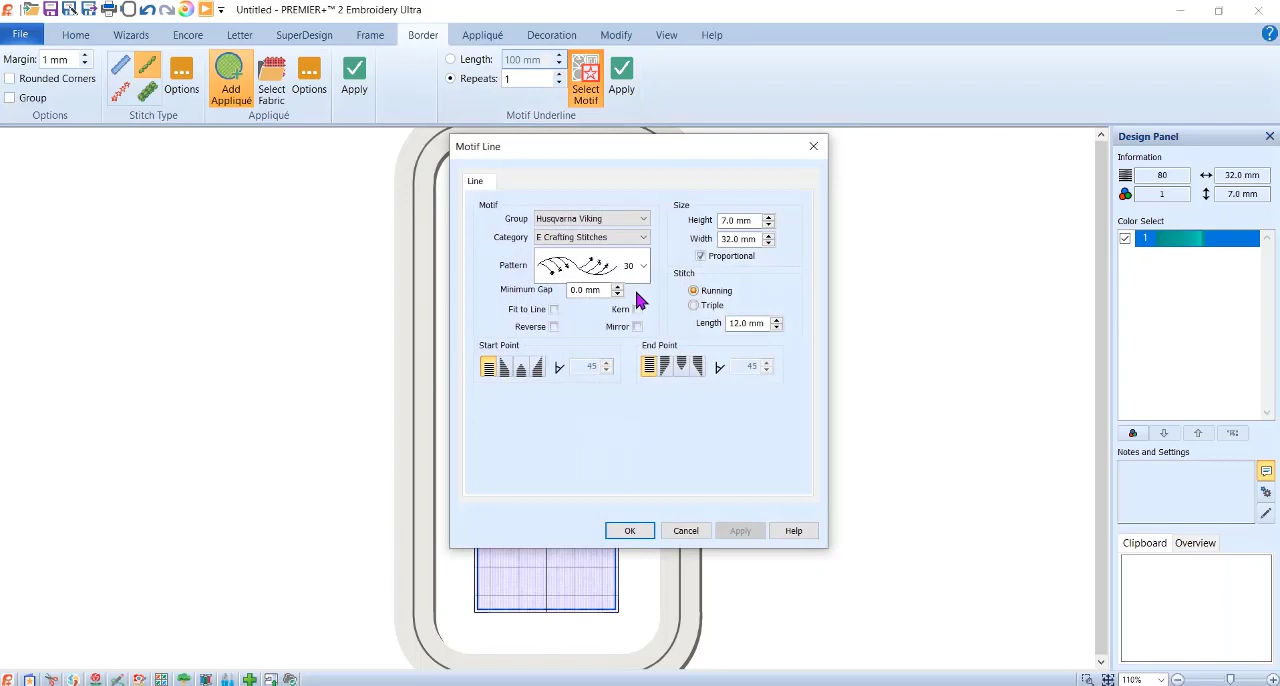 Untitled - PREMIER+™ 2 Embroidery Ultra
File Home Wizards Encore Letter SuperDesign Frame Border Appliqué Decoration Modify View Help
Margin: 1 mm
Rounded Corners
Group
Options
Options
Stitch Type
Add Appliqué
Select Fabric
Options
Appliqué
Apply
Length: 100 mm
Repeats: 1
Select Motif
Apply
Motif Underline
Motif Line
Line
Motif
Group Husqvarna Viking
Category E Crafting Stitches
Pattern 30
Minimum Gap 0.0 mm
Fit to Line Kern
Reverse Mirror
Size
Height 7.0 mm
Width 32.0 mm
Proportional
Stitch
Running
Triple
Length 12.0 mm
Start Point
45
End Point
45
OK Cancel Apply Help
Design Panel
Information
80 32.0 mm
1 7.0 mm
Color Select
1
Notes and Settings
Clipboard Overview
110%